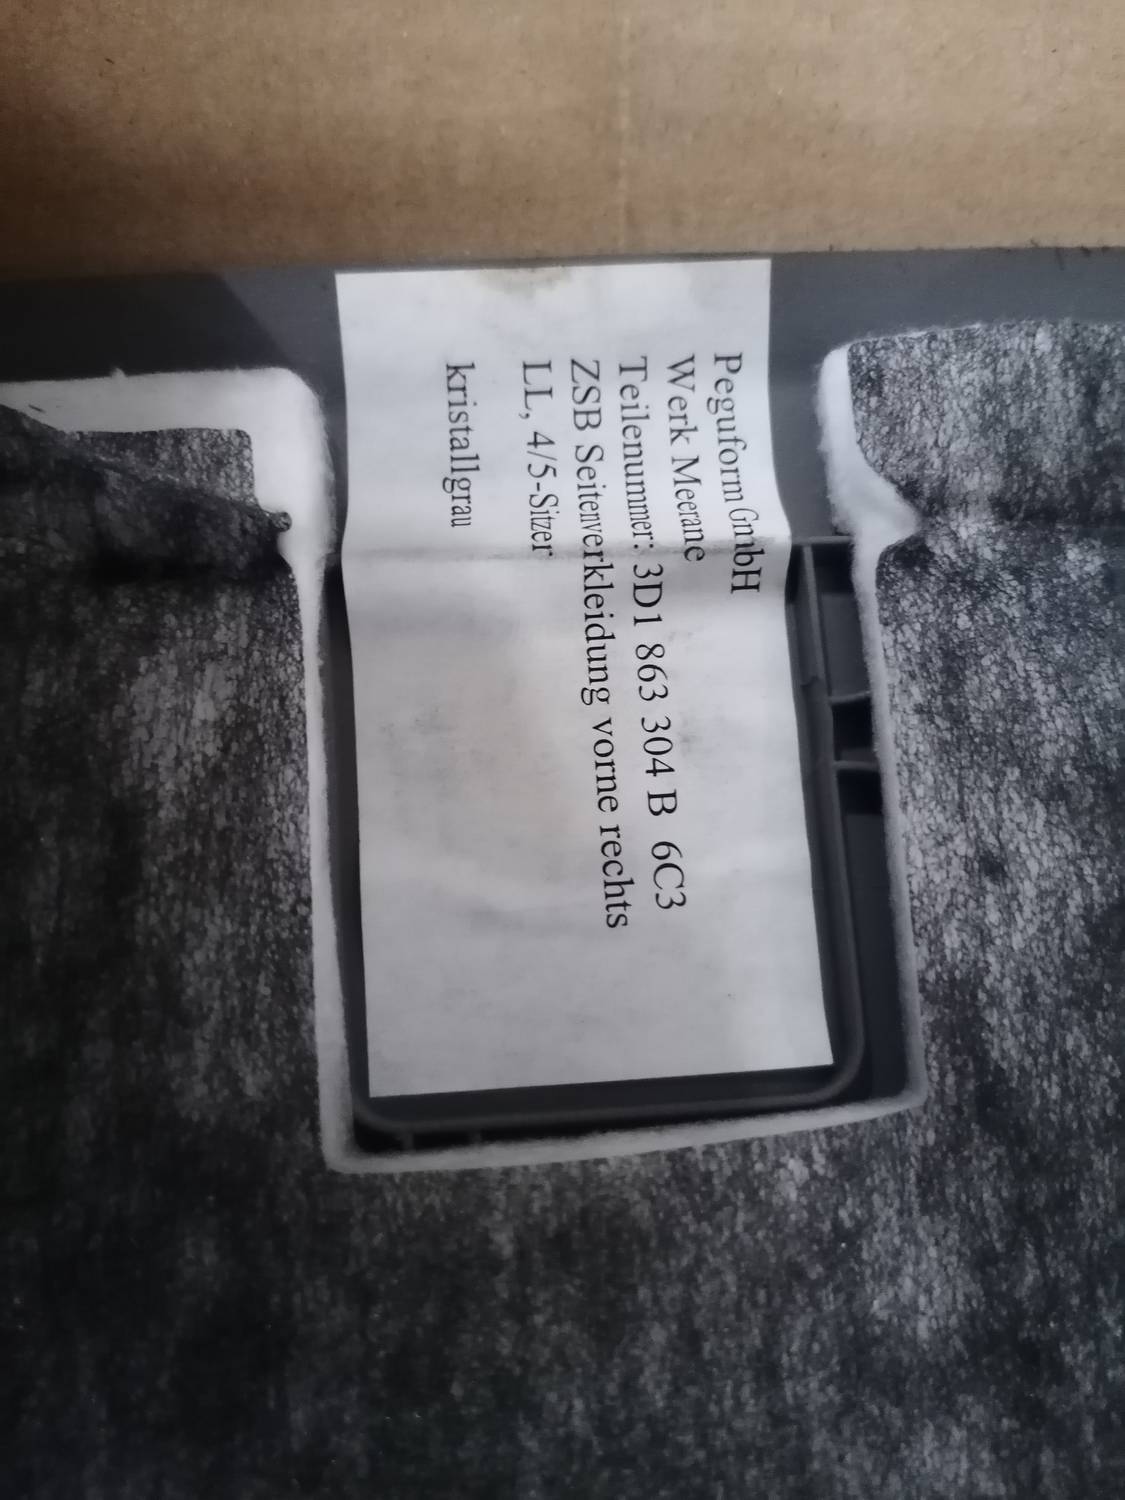 Peguform GmbH
Werk Meerane
Teilenummer: 3D1 863 304 B 6C3
ZSB Seitenverkleidung vorne rechts
LL, 4/5-Sitzer
kristallgrau